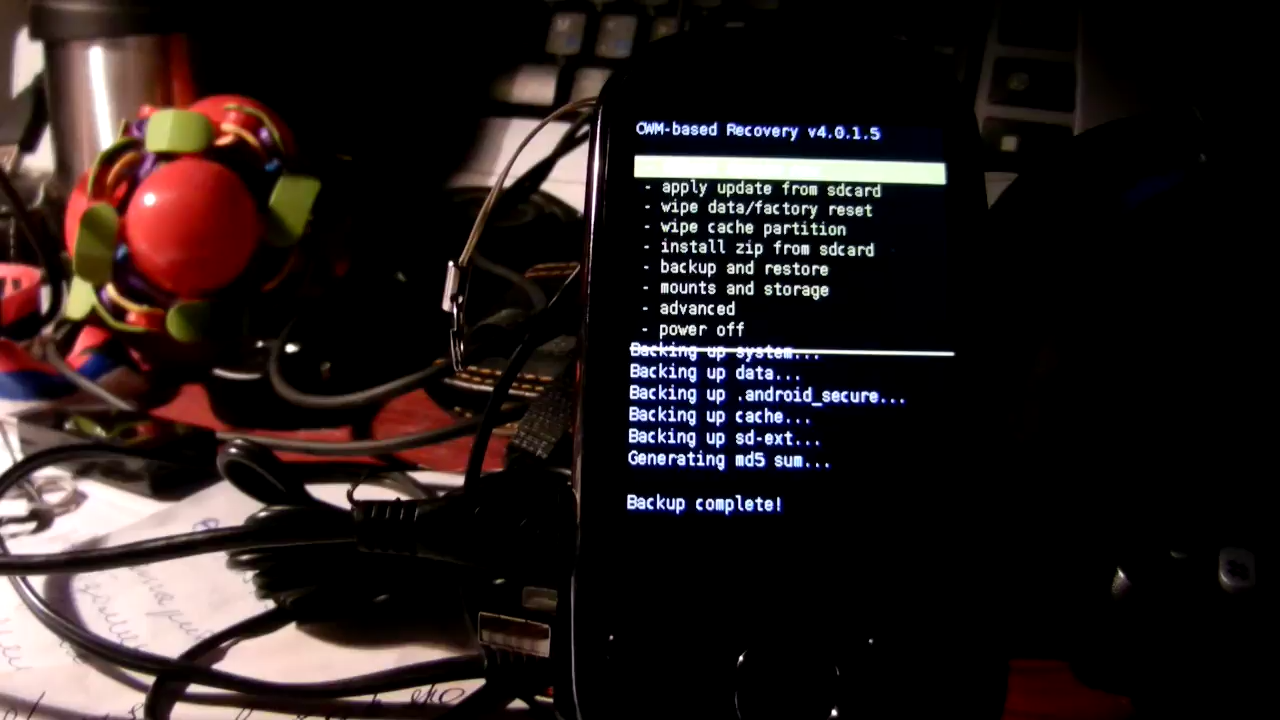 CWM-based Recovery v4.0.1.5
- apply update from sdcard
- wipe data/factory reset
- wipe cache partition
- install zip from sdcard
- backup and restore
- mounts and storage
- advanced
- power off
Backing up system...
Backing up data...
Backing up .android_secure...
Backing up cache...
Backing up sd-ext...
Generating md5 sum...
Backup complete!